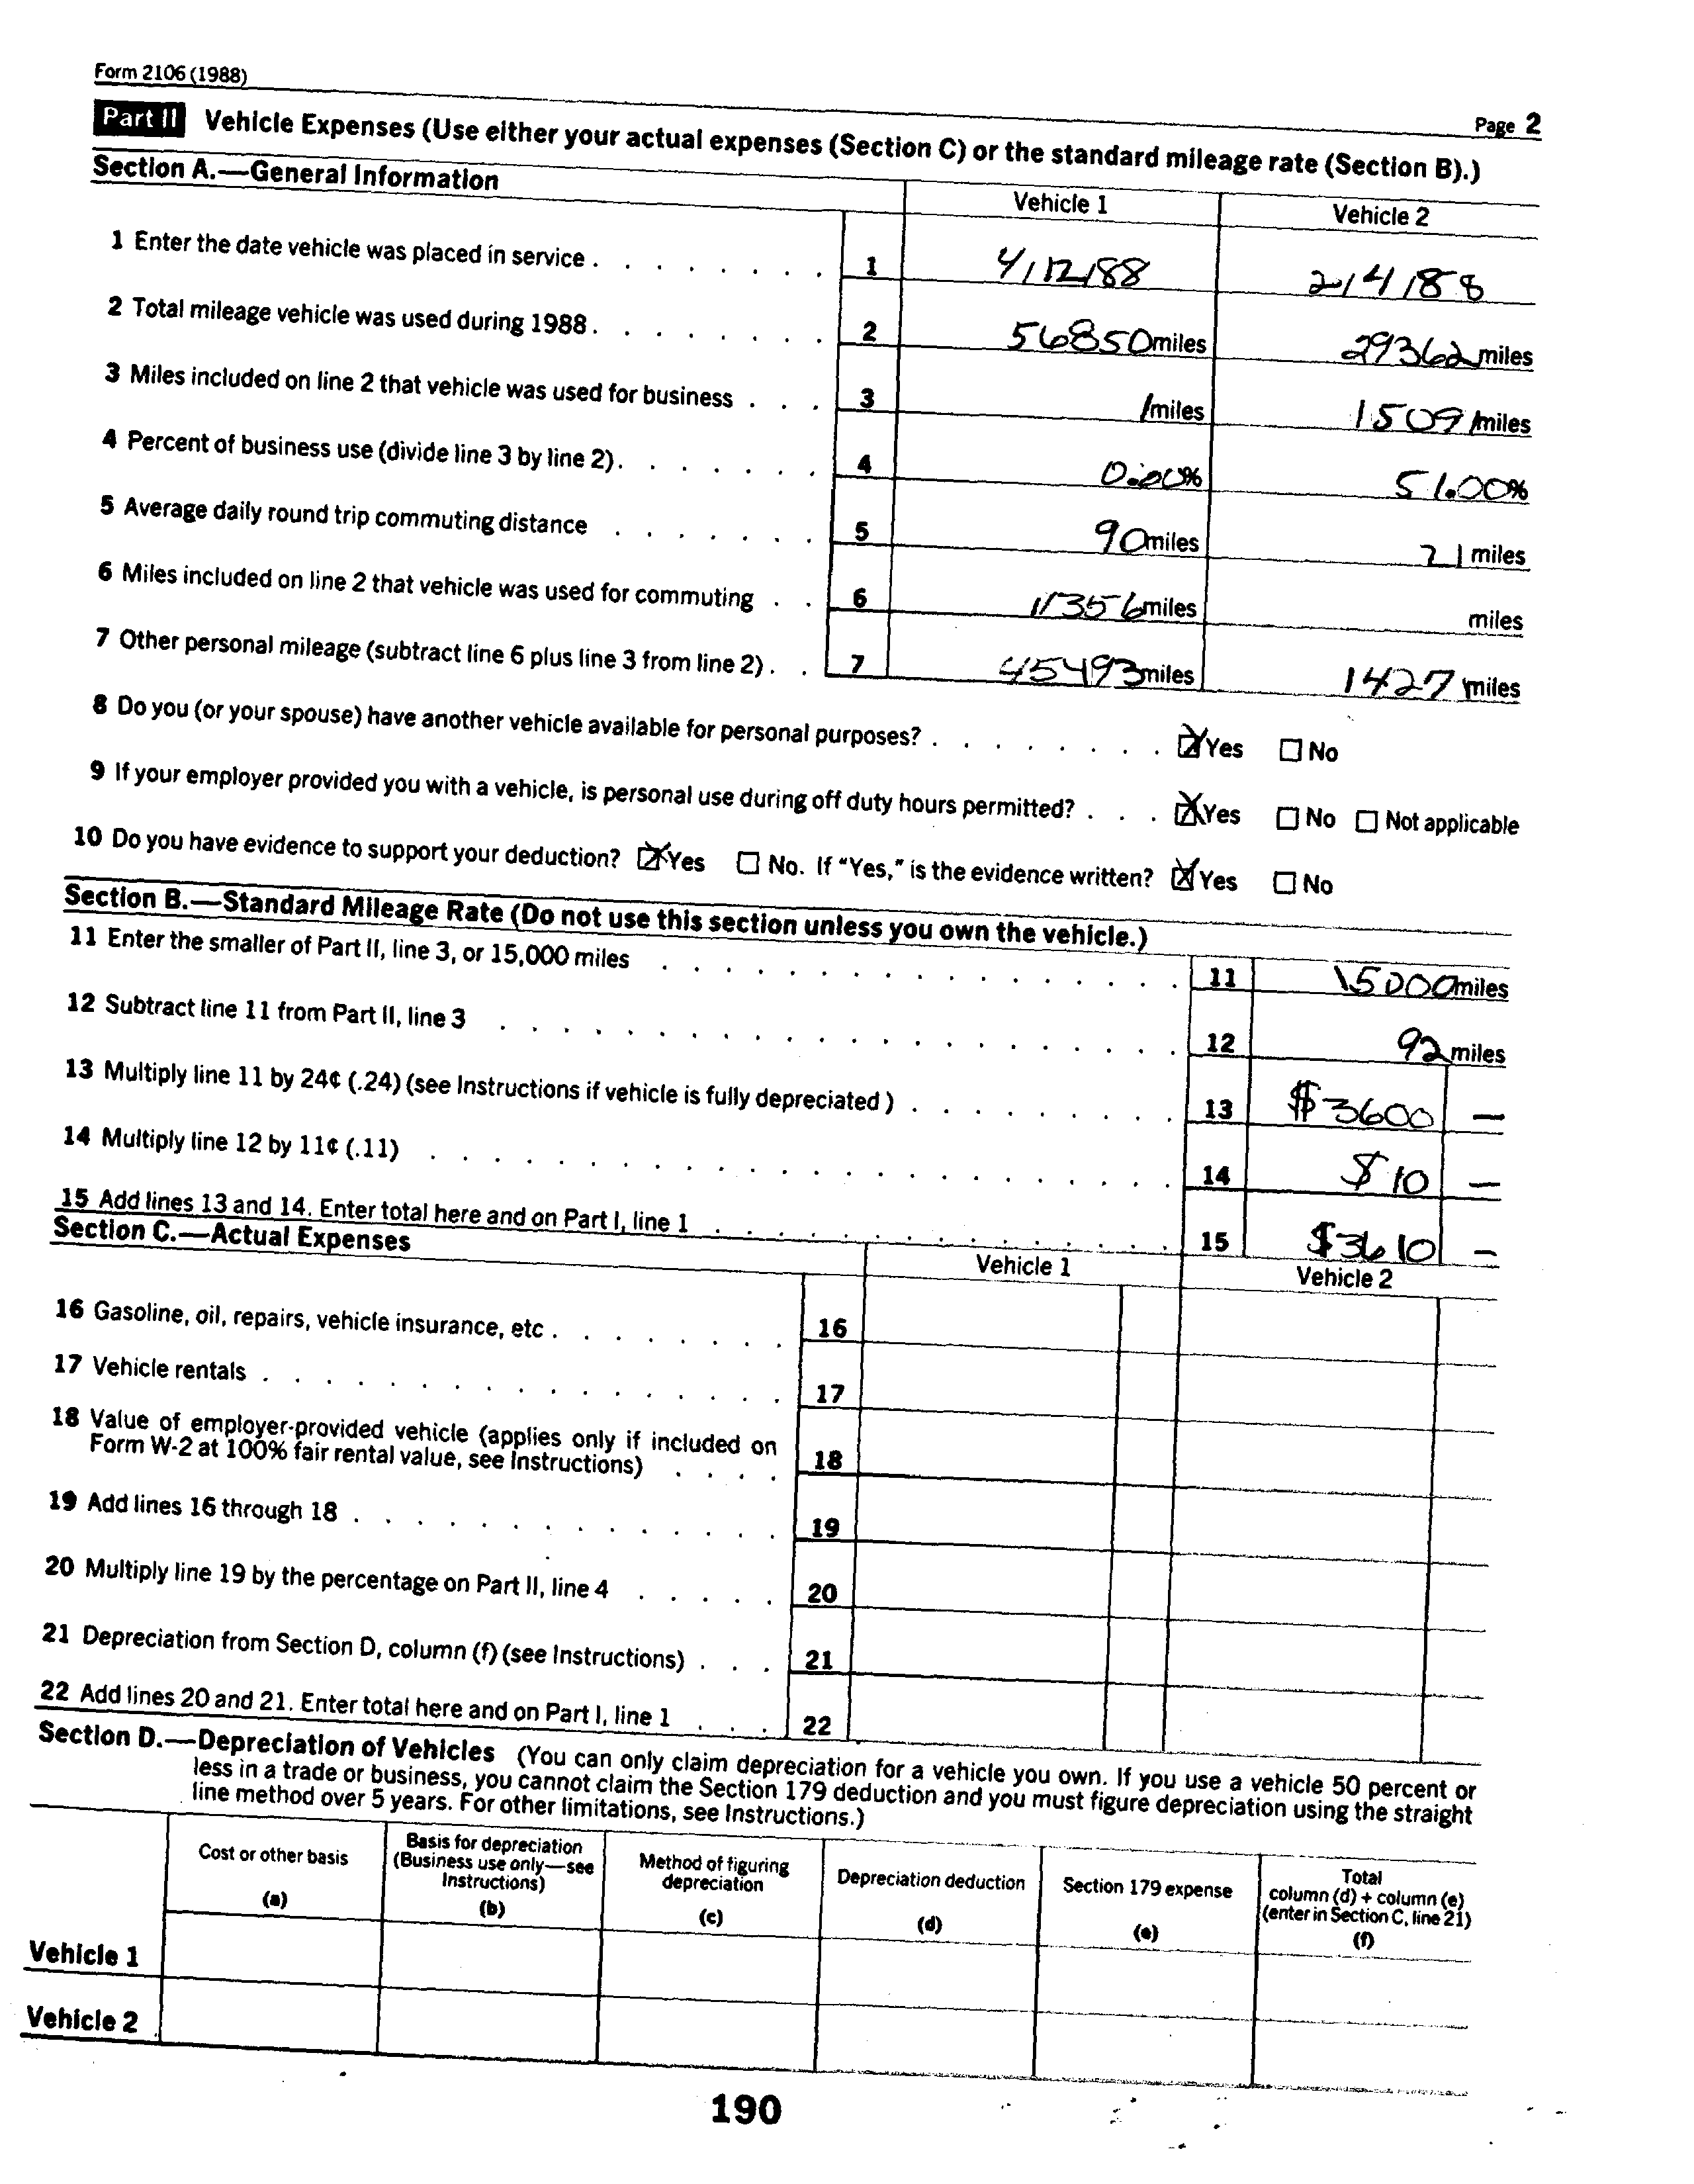 Form 2106 (1988)
Page 2
Part II Vehicle Expenses (Use either your actual expenses (Section C) or the standard mileage rate (Section B).)
Section A.—General Information
Vehicle 1 Vehicle 2
1 Enter the date vehicle was placed in service . . . . . . . . 1 4/12/88 2/4/88
2 Total mileage vehicle was used during 1988 . . . . . . . . 2 56850 miles 29362 miles
3 Miles included on line 2 that vehicle was used for business . . . 3 1 miles 15091 miles
4 Percent of business use (divide line 3 by line 2) . . . . . . . 4 0.00% 51.00%
5 Average daily round trip commuting distance . . . . . . . 5 90 miles 21 miles
6 Miles included on line 2 that vehicle was used for commuting . . 6 11356 miles miles
7 Other personal mileage (subtract line 6 plus line 3 from line 2) . . 7 45493 miles 1427 miles
8 Do you (or your spouse) have another vehicle available for personal purposes? . . . . . . . . ☒ Yes ☐ No
9 If your employer provided you with a vehicle, is personal use during off duty hours permitted? . . . ☒ Yes ☐ No ☐ Not applicable
10 Do you have evidence to support your deduction? ☒ Yes ☐ No. If "Yes," is the evidence written? ☒ Yes ☐ No
Section B.—Standard Mileage Rate (Do not use this section unless you own the vehicle.)
11 Enter the smaller of Part II, line 3, or 15,000 miles . . . . . . . . . . . . . . . . . 11 15000 miles
12 Subtract line 11 from Part II, line 3 . . . . . . . . . . . . . . . . . . . . . . 12 92 miles
13 Multiply line 11 by 24¢ (.24) (see Instructions if vehicle is fully depreciated ) . . . . . . . . . 13 $3600 —
14 Multiply line 12 by 11¢ (.11) . . . . . . . . . . . . . . . . . . . . . . . . 14 $10 —
15 Add lines 13 and 14. Enter total here and on Part I, line 1 . . . . . . . . . . . . . . . 15 $3610 —
Section C.—Actual Expenses
Vehicle 1 Vehicle 2
16 Gasoline, oil, repairs, vehicle insurance, etc . . . . . . . . 16
17 Vehicle rentals . . . . . . . . . . . . . . . . . 17
18 Value of employer-provided vehicle (applies only if included on
Form W-2 at 100% fair rental value, see Instructions) . . . . 18
19 Add lines 16 through 18 . . . . . . . . . . . . . . 19
20 Multiply line 19 by the percentage on Part II, line 4 . . . . . 20
21 Depreciation from Section D, column (f) (see Instructions) . . . 21
22 Add lines 20 and 21. Enter total here and on Part I, line 1 . . . 22
Section D.—Depreciation of Vehicles (You can only claim depreciation for a vehicle you own. If you use a vehicle 50 percent or
less in a trade or business, you cannot claim the Section 179 deduction and you must figure depreciation using the straight
line method over 5 years. For other limitations, see Instructions.)
Cost or other basis (a)
Basis for depreciation (Business use only—see Instructions) (b)
Method of figuring depreciation (c)
Depreciation deduction (d)
Section 179 expense (e)
Total column (d) + column (e) (enter in Section C, line 21) (f)
Vehicle 1
Vehicle 2
190